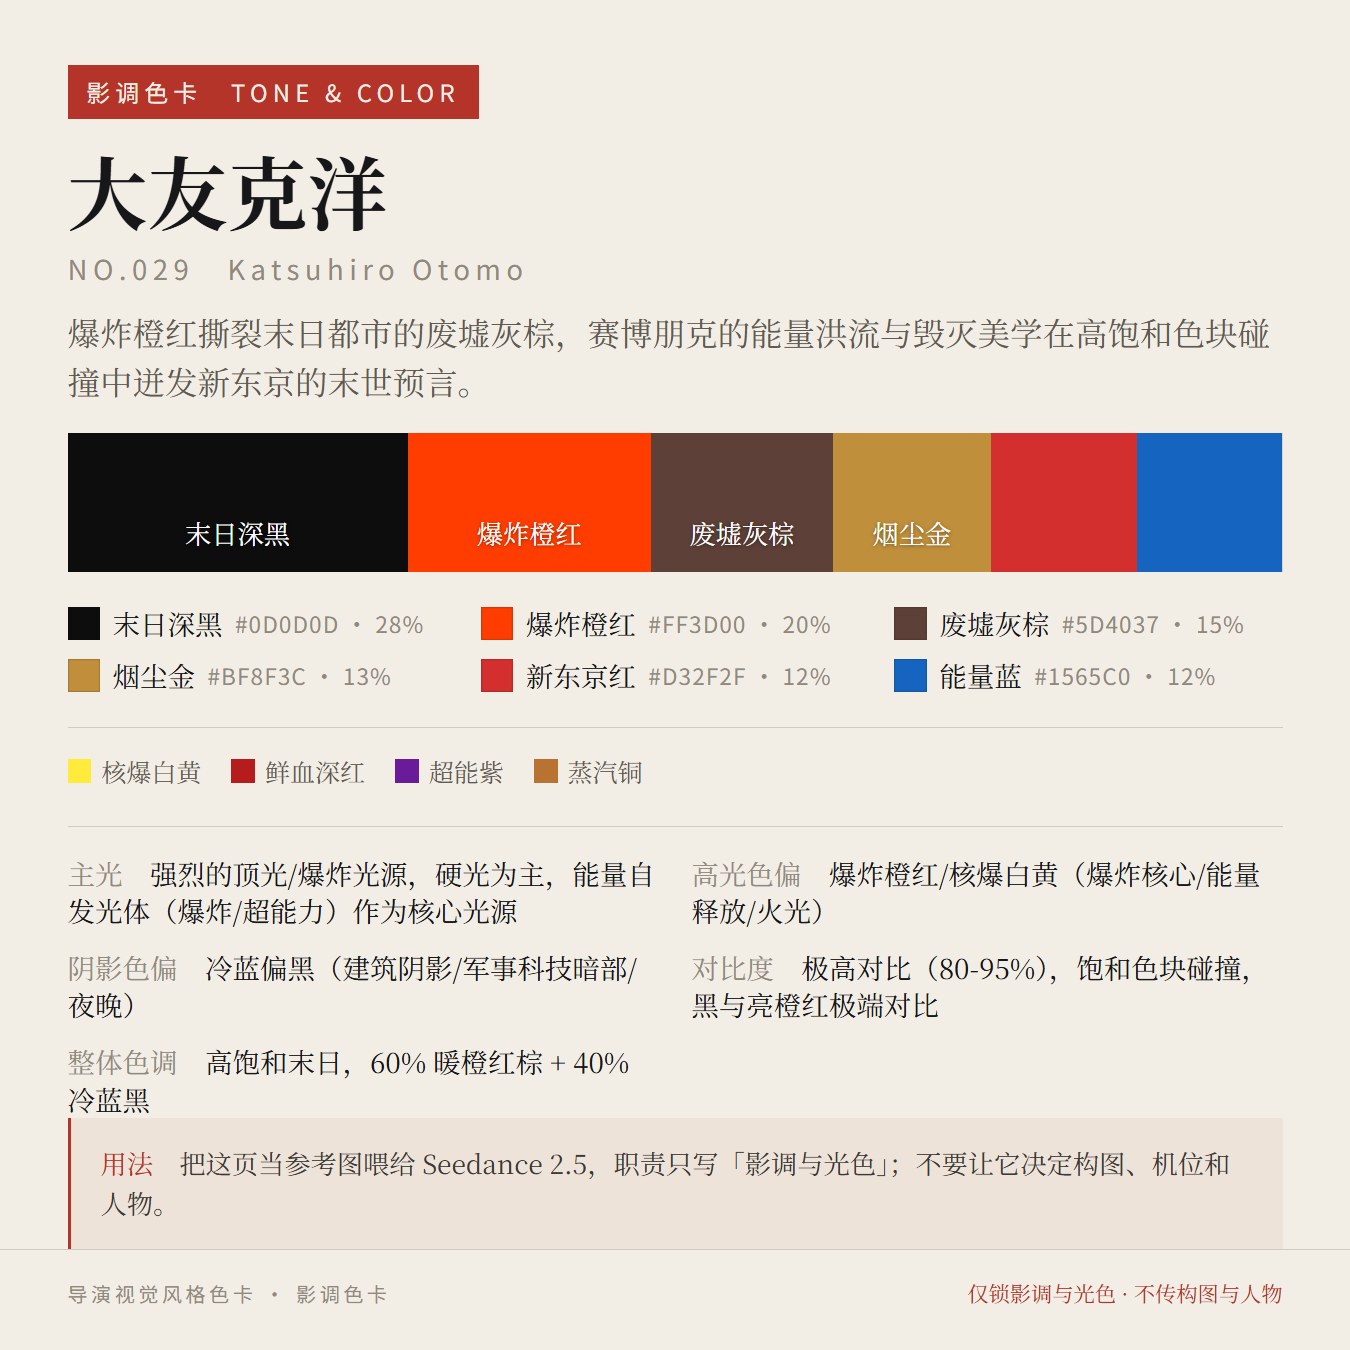 影调色卡 TONE & COLOR
大友克洋
NO.029 Katsuhiro Otomo
爆炸橙红撕裂末日都市的废墟灰棕，赛博朋克的能量洪流与毁灭美学在高饱和色块碰
撞中迸发新东京的末世预言。
末日深黑 爆炸橙红 废墟灰棕 烟尘金
末日深黑 #0D0D0D • 28% 爆炸橙红 #FF3D00 • 20% 废墟灰棕 #5D4037 • 15%
烟尘金 #BF8F3C • 13% 新东京红 #D32F2F • 12% 能量蓝 #1565C0 • 12%
核爆白黄 鲜血深红 超能紫 蒸汽铜
主光 强烈的顶光/爆炸光源，硬光为主，能量自
发光体（爆炸/超能力）作为核心光源
高光色偏 爆炸橙红/核爆白黄（爆炸核心/能量
释放/火光）
阴影色偏 冷蓝偏黑（建筑阴影/军事科技暗部/
夜晚）
对比度 极高对比（80-95%），饱和色块碰撞，
黑与亮橙红极端对比
整体色调 高饱和末日，60% 暖橙红棕 + 40%
冷蓝黑
用法 把这页当参考图喂给 Seedance 2.5，职责只写「影调与光色」；不要让它决定构图、机位和
人物。
导演视觉风格色卡 • 影调色卡
仅锁影调与光色 · 不传构图与人物